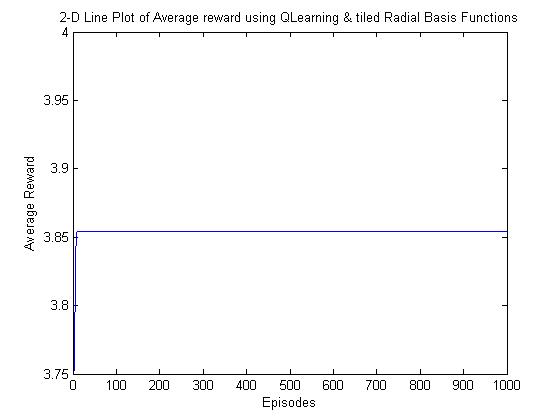 2-D Line Plot of Average reward using QLearning & tiled Radial Basis Functions
4
3.95
3.9
3.85
3.8
3.75
Average Reward
0 100 200 300 400 500 600 700 800 900 1000
Episodes